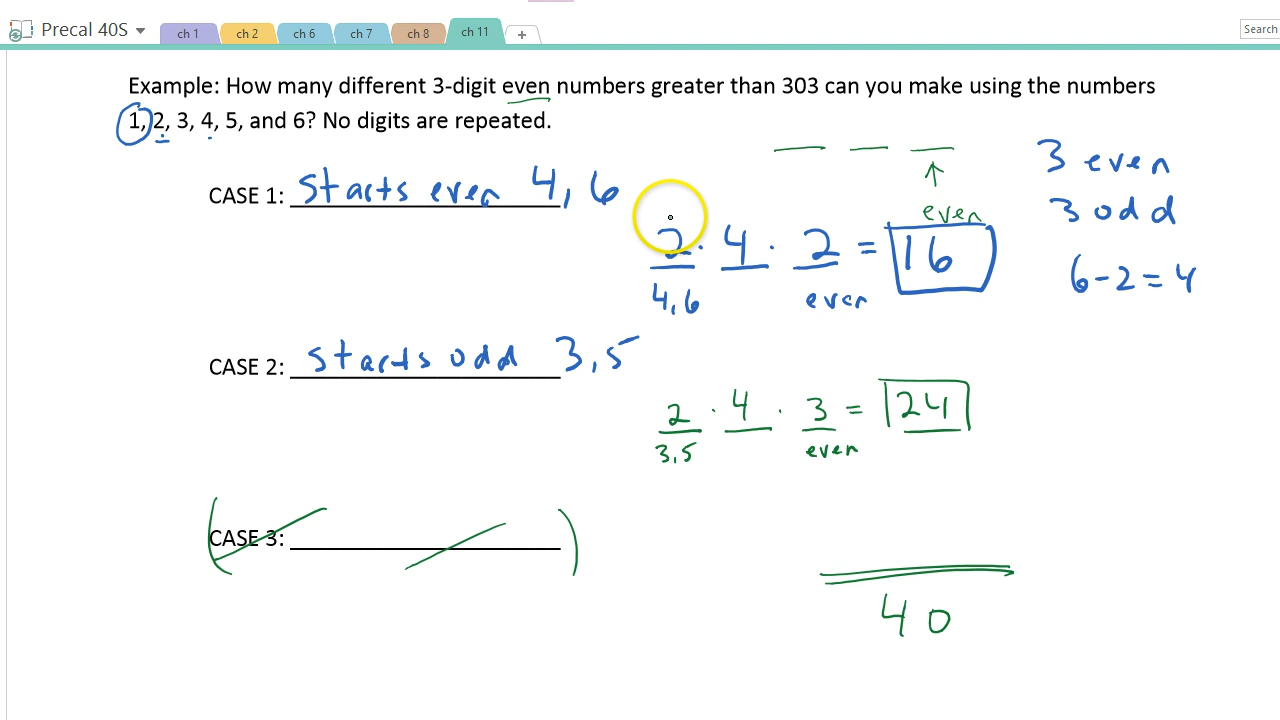 Precal 40S ch 1 ch 2 ch 6 ch 7 ch 8 ch 11 + Search
Example: How many different 3-digit even numbers greater than 303 can you make using the numbers
1, 2, 3, 4, 5, and 6? No digits are repeated.
3 even
CASE 1: Starts even 4, 6
even
3 odd
2 · 4 · 2 = 16
6-2=4
4,6 even
CASE 2: starts odd 3,5
2 · 4 · 3 = 24
3,5 even
CASE 3:
40